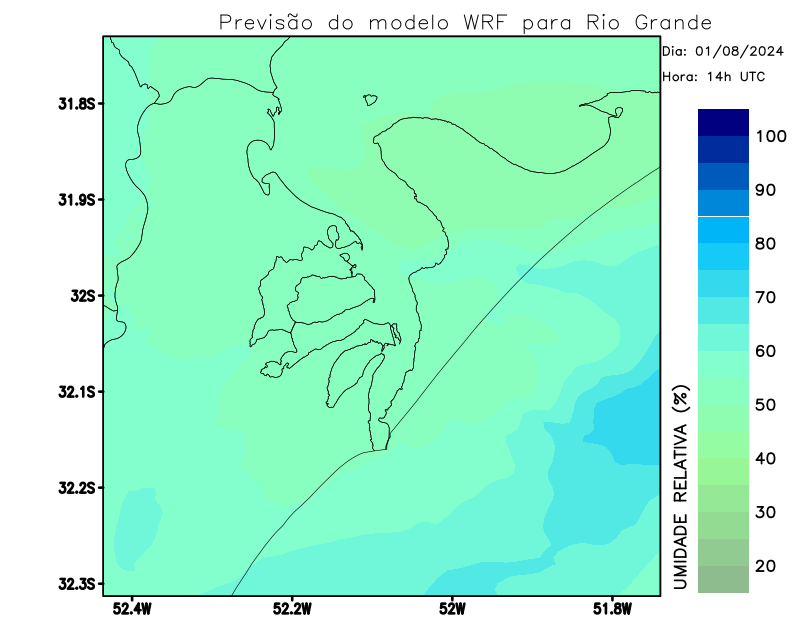 Previsão do modelo WRF para Rio Grande
Dia: 01/08/2024
Hora: 14h UTC
31.8S
31.9S
32S
32.1S
32.2S
32.3S
52.4W
52.2W
52W
51.8W
100
90
80
70
60
50
40
30
20
UMIDADE RELATIVA (%)